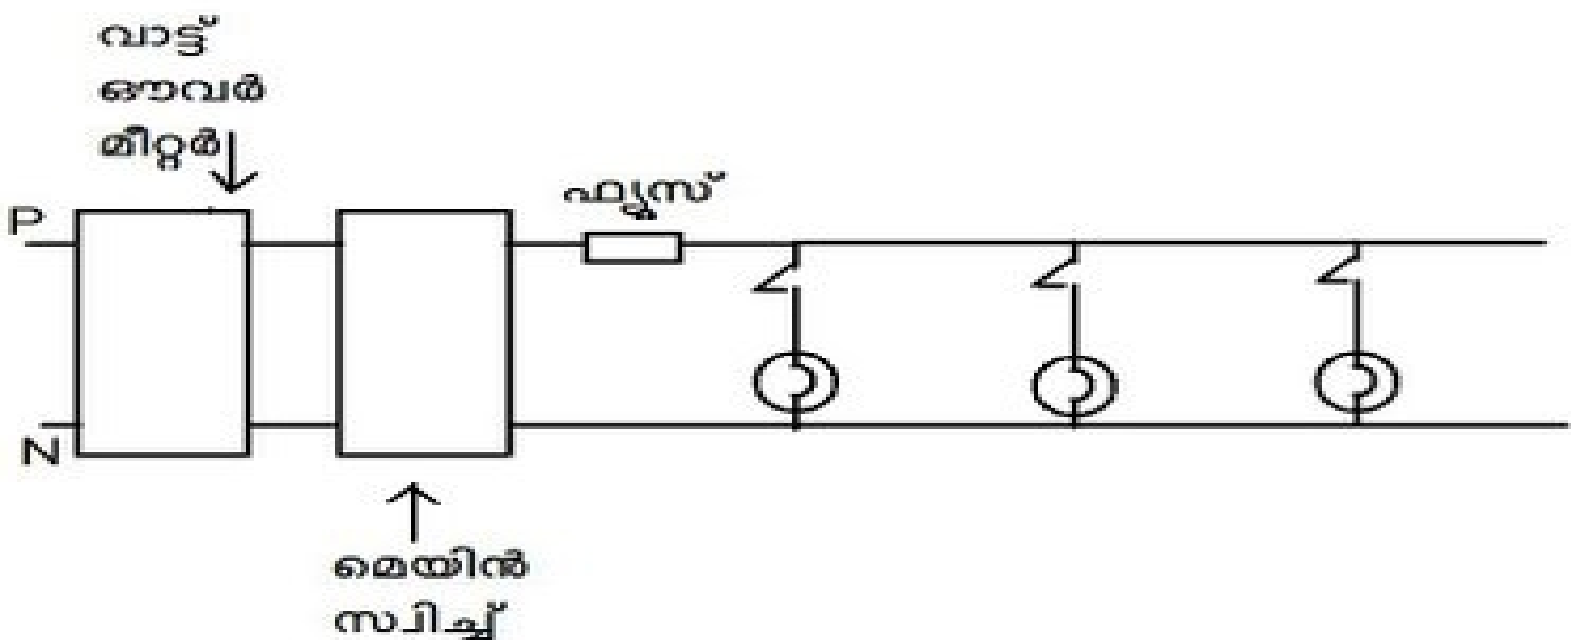 വാട്ട്
ഔവർ
മീറ്റർ
ഫ്യൂസ്
P
N
മെയിൻ
സ്വിച്ച്